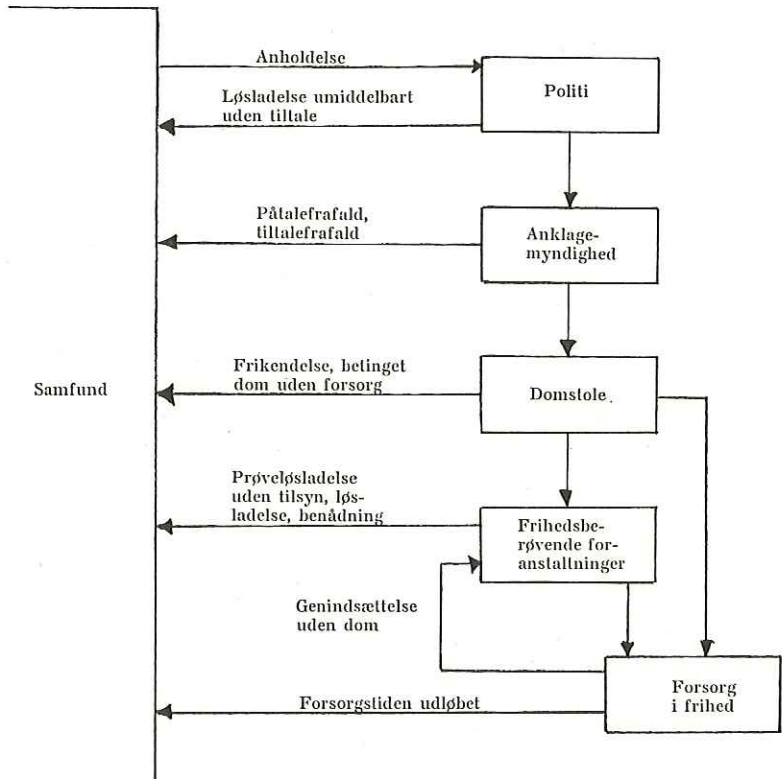 Anholdelse
Politi
Løsladelse umiddelbart
uden tiltale
Påtalefrafald,
tiltalefrafald
Anklage-
myndighed
Frikendelse, betinget
dom uden forsorg
Samfund
Domstole.
Prøveløsladelse
uden tilsyn, løs-
ladelse, benådning
Frihedsbe-
røvende for-
anstaltninger
Genindsættelse
uden dom
Forsorg
i frihed
Forsorgstiden udløbet